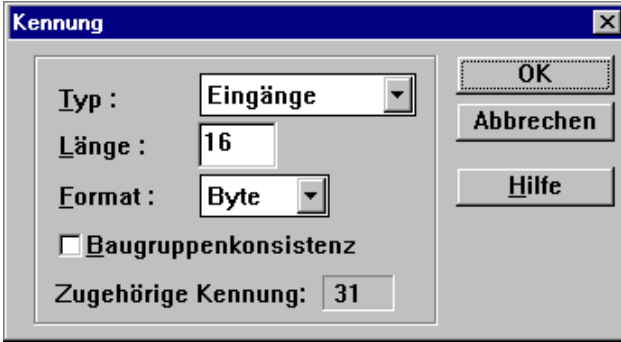 Kennung
Typ : Eingänge
Länge : 16
Format : Byte
Baugruppenkonsistenz
Zugehörige Kennung: 31
OK
Abbrechen
Hilfe